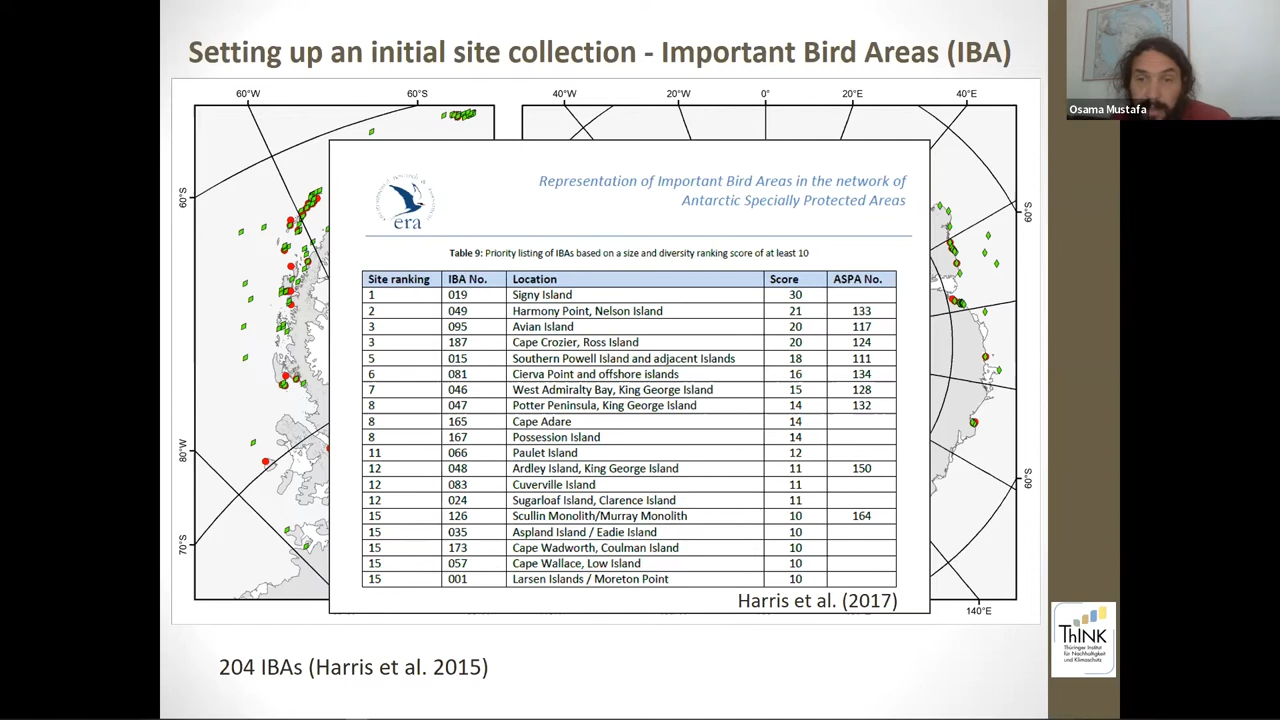 Setting up an initial site collection - Important Bird Areas (IBA)
Osama Mustafa
60°W 60°S 40°W 20°W 0° 20°E 40°E
60°S
80°W
70°S
60°S
60°S
140°E
era
Representation of Important Bird Areas in the network of
Antarctic Specially Protected Areas
Table 9: Priority listing of IBAs based on a size and diversity ranking score of at least 10
Site ranking IBA No. Location Score ASPA No.
1 019 Signy Island 30
2 049 Harmony Point, Nelson Island 21 133
3 095 Avian Island 20 117
3 187 Cape Crozier, Ross Island 20 124
5 015 Southern Powell Island and adjacent Islands 18 111
6 081 Cierva Point and offshore islands 16 134
7 046 West Admiralty Bay, King George Island 15 128
8 047 Potter Peninsula, King George Island 14 132
8 165 Cape Adare 14
8 167 Possession Island 14
11 066 Paulet Island 12
12 048 Ardley Island, King George Island 11 150
12 083 Cuverville Island 11
12 024 Sugarloaf Island, Clarence Island 11
15 126 Scullin Monolith/Murray Monolith 10 164
15 035 Aspland Island / Eadie Island 10
15 173 Cape Wadworth, Coulman Island 10
15 057 Cape Wallace, Low Island 10
15 001 Larsen Islands / Moreton Point 10
Harris et al. (2017)
204 IBAs (Harris et al. 2015)
ThINK
Thüringer Institut
für Nachhaltigkeit
und Klimaschutz